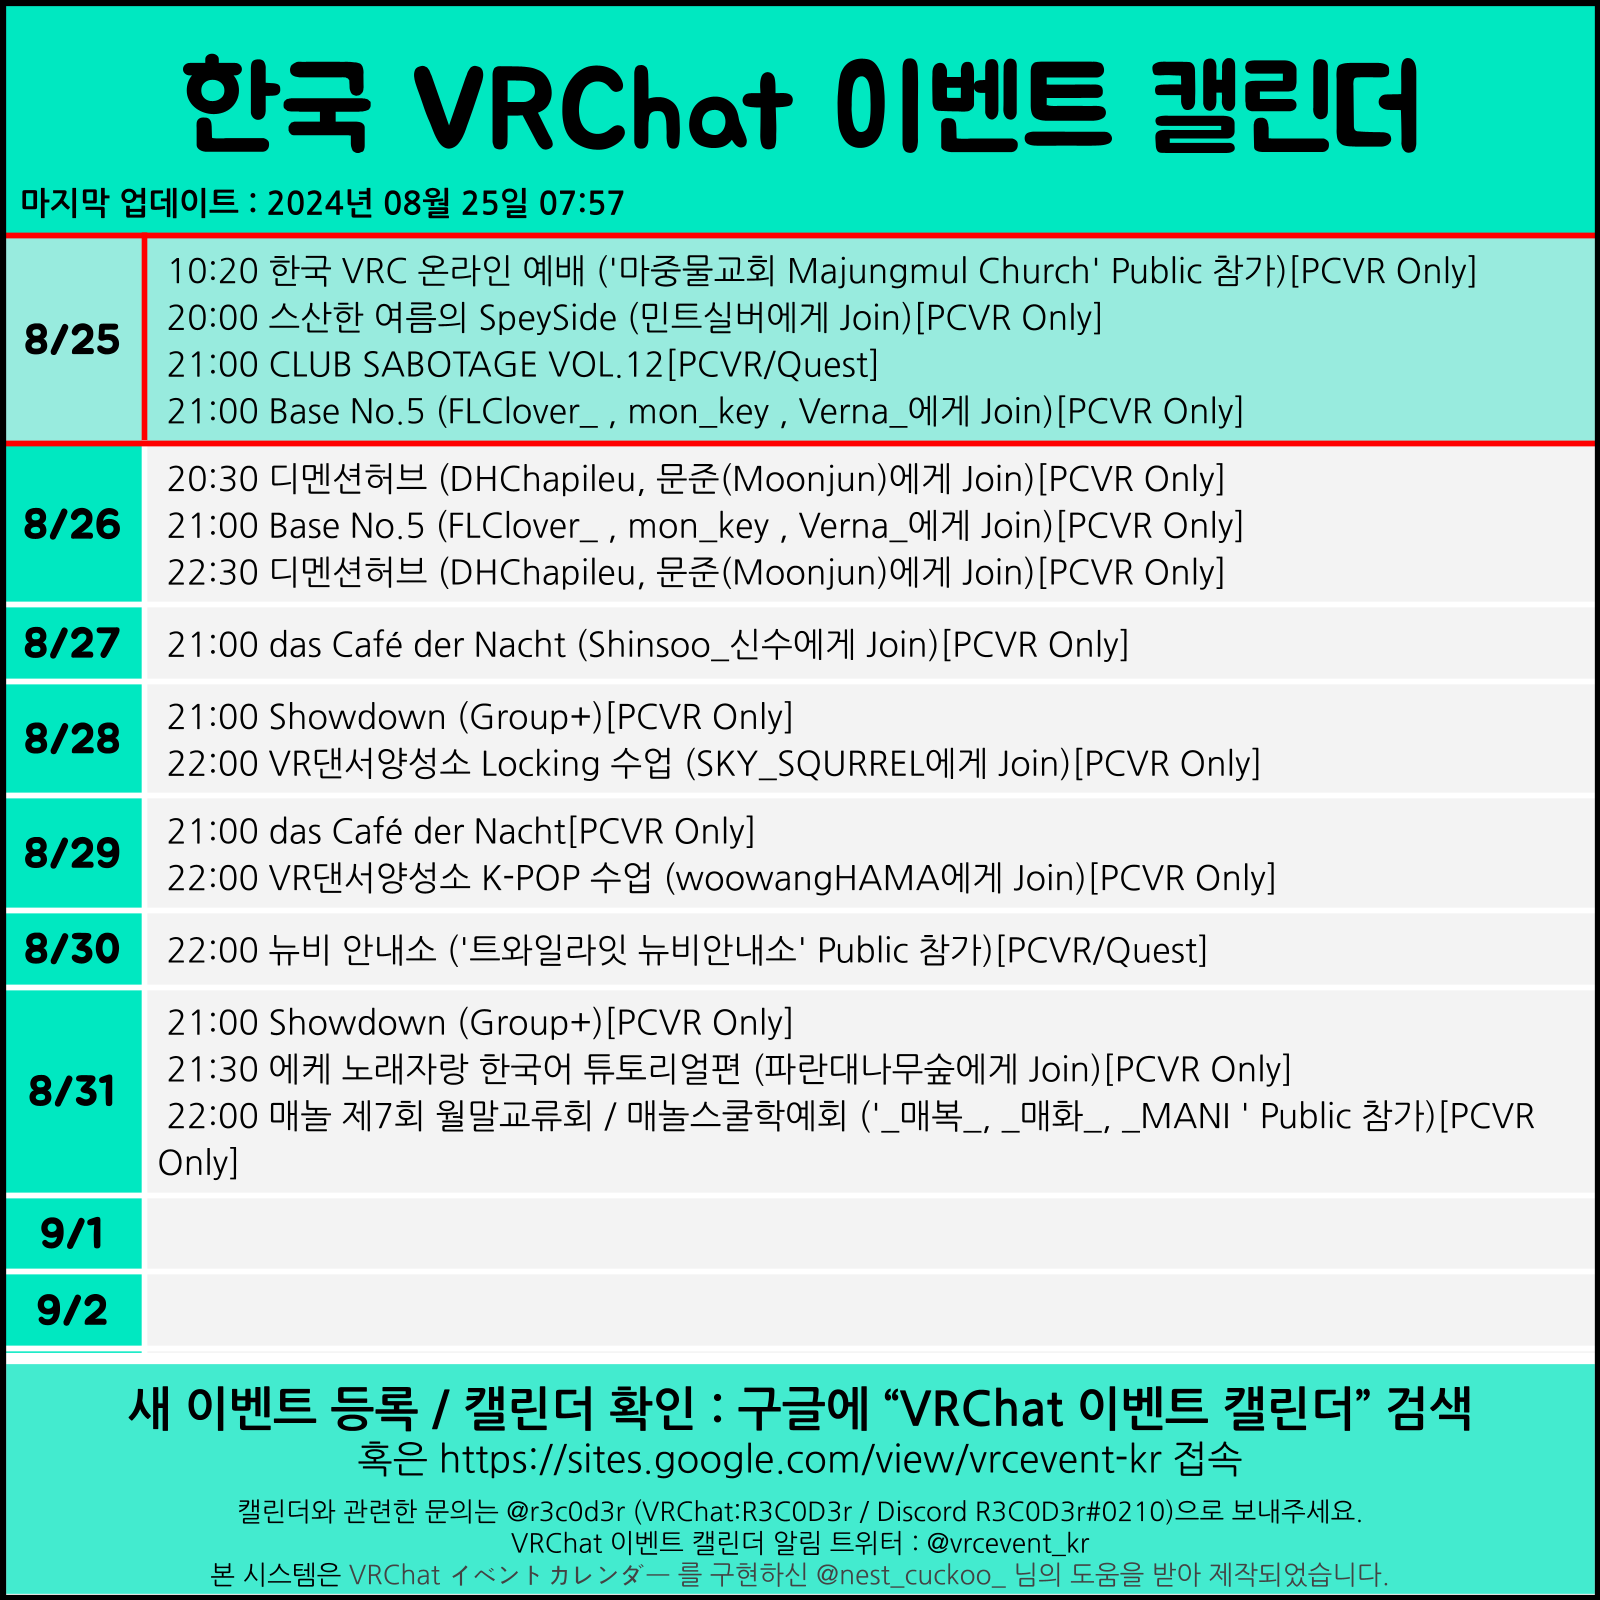 한국 VRChat 이벤트 캘린더
마지막 업데이트 : 2024년 08월 25일 07:57
8/25
10:20 한국 VRC 온라인 예배 ('마중물교회 Majungmul Church' Public 참가)[PCVR Only]
20:00 스산한 여름의 SpeySide (민트실버에게 Join)[PCVR Only]
21:00 CLUB SABOTAGE VOL.12[PCVR/Quest]
21:00 Base No.5 (FLClover_ , mon_key , Verna_에게 Join)[PCVR Only]
8/26
20:30 디멘션허브 (DHChapileu, 문준(Moonjun)에게 Join)[PCVR Only]
21:00 Base No.5 (FLClover_ , mon_key , Verna_에게 Join)[PCVR Only]
22:30 디멘션허브 (DHChapileu, 문준(Moonjun)에게 Join)[PCVR Only]
8/27
21:00 das Café der Nacht (Shinsoo_신수에게 Join)[PCVR Only]
8/28
21:00 Showdown (Group+)[PCVR Only]
22:00 VR댄서양성소 Locking 수업 (SKY_SQURREL에게 Join)[PCVR Only]
8/29
21:00 das Café der Nacht[PCVR Only]
22:00 VR댄서양성소 K-POP 수업 (woowangHAMA에게 Join)[PCVR Only]
8/30
22:00 뉴비 안내소 ('트와일라잇 뉴비안내소' Public 참가)[PCVR/Quest]
8/31
21:00 Showdown (Group+)[PCVR Only]
21:30 에케 노래자랑 한국어 튜토리얼편 (파란대나무숲에게 Join)[PCVR Only]
22:00 매놀 제7회 월말교류회 / 매놀스쿨학예회 ('_매복_, _매화_, _MANI ' Public 참가)[PCVR
Only]
9/1
9/2
새 이벤트 등록 / 캘린더 확인 : 구글에 “VRChat 이벤트 캘린더” 검색
혹은 https://sites.google.com/view/vrcevent-kr 접속
캘린더와 관련한 문의는 @r3c0d3r (VRChat:R3C0D3r / Discord R3C0D3r#0210)으로 보내주세요.
VRChat 이벤트 캘린더 알림 트위터 : @vrcevent_kr
본 시스템은 VRChat イベントカレンダー 를 구현하신 @nest_cuckoo_ 님의 도움을 받아 제작되었습니다.